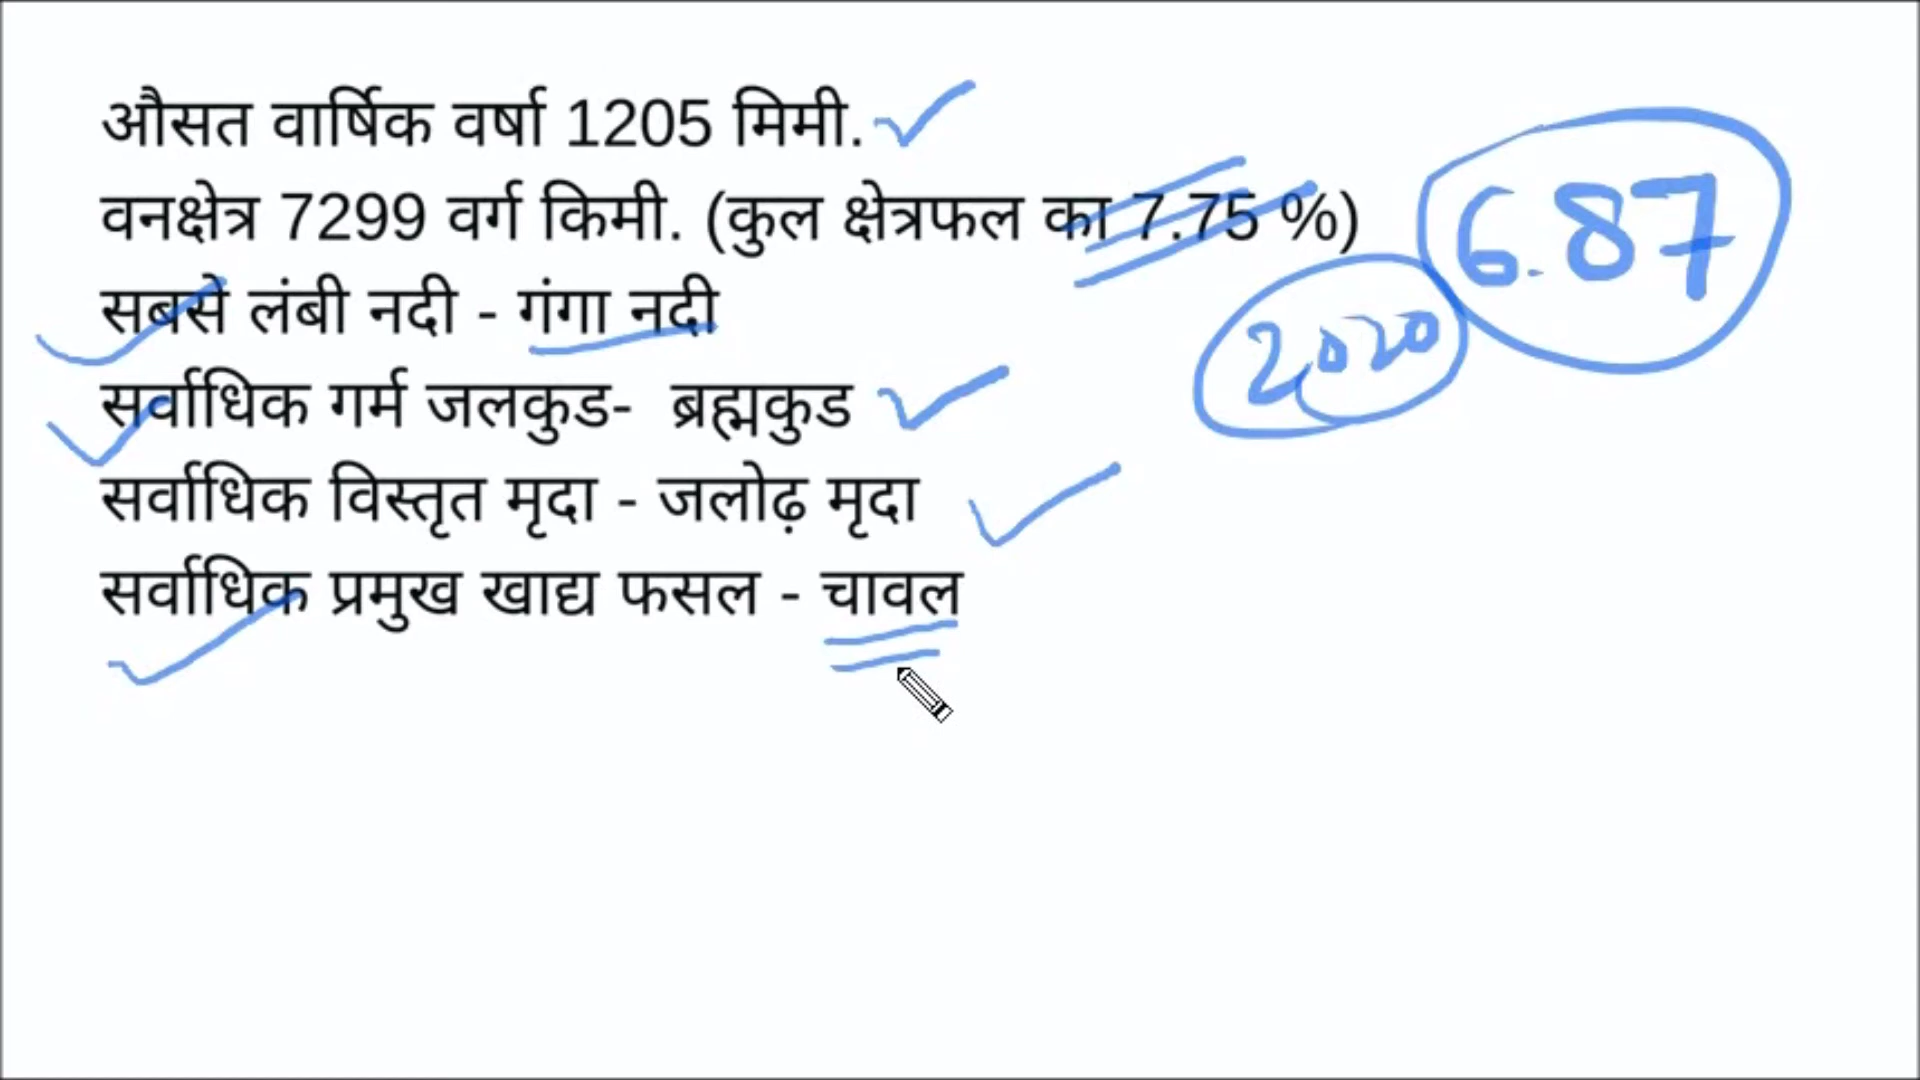 औसत वार्षिक वर्षा 1205 मिमी.
वनक्षेत्र 7299 वर्ग किमी. (कुल क्षेत्रफल का 7.75 %)
6.87
सबसे लंबी नदी - गंगा नदी
2020
सर्वाधिक गर्म जलकुड- ब्रह्मकुड
सर्वाधिक विस्तृत मृदा - जलोढ़ मृदा
सर्वाधिक प्रमुख खाद्य फसल - चावल